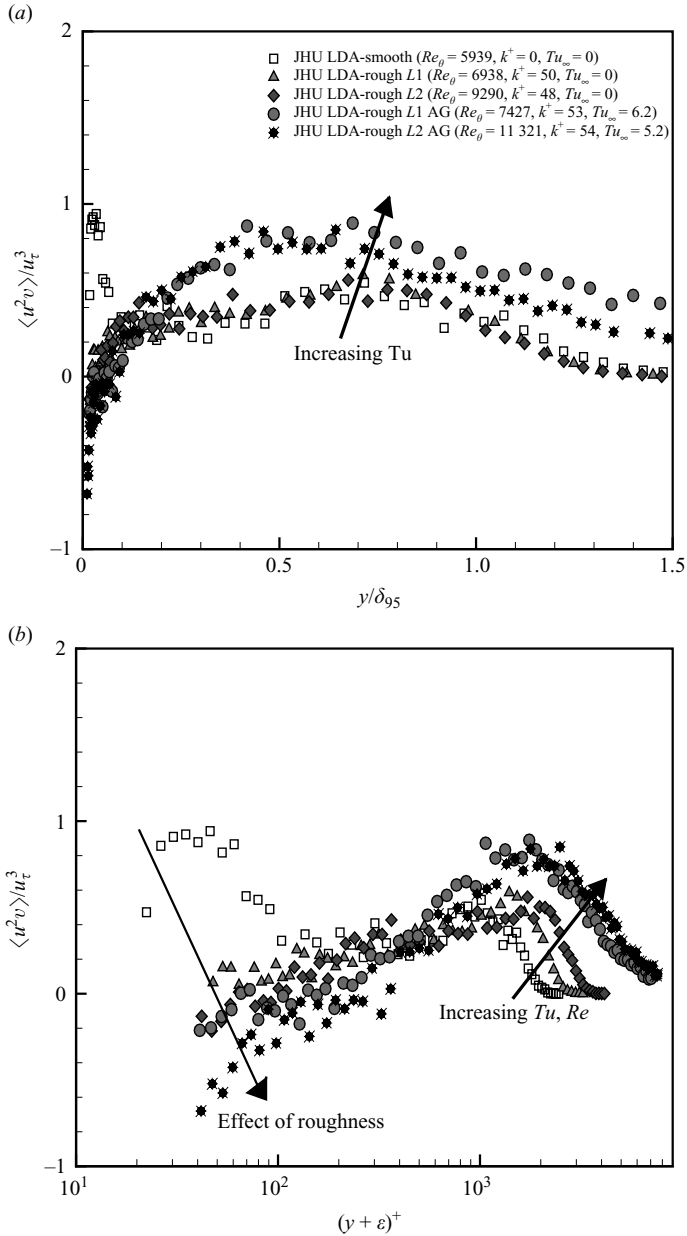 (a)
2
JHU LDA-smooth (Reθ = 5939, k+ = 0, Tu∞ = 0)
JHU LDA-rough L1 (Reθ = 6938, k+ = 50, Tu∞ = 0)
JHU LDA-rough L2 (Reθ = 9290, k+ = 48, Tu∞ = 0)
JHU LDA-rough L1 AG (Reθ = 7427, k+ = 53, Tu∞ = 6.2)
JHU LDA-rough L2 AG (Reθ = 11 321, k+ = 54, Tu∞ = 5.2)
1
⟨u²v⟩/uτ³
Increasing Tu
0
–1
0 0.5 1.0 1.5
y/δ95
(b)
2
1
⟨u²v⟩/uτ³
0
Increasing Tu, Re
Effect of roughness
–1
10¹ 10² 10³
(y + ε)+